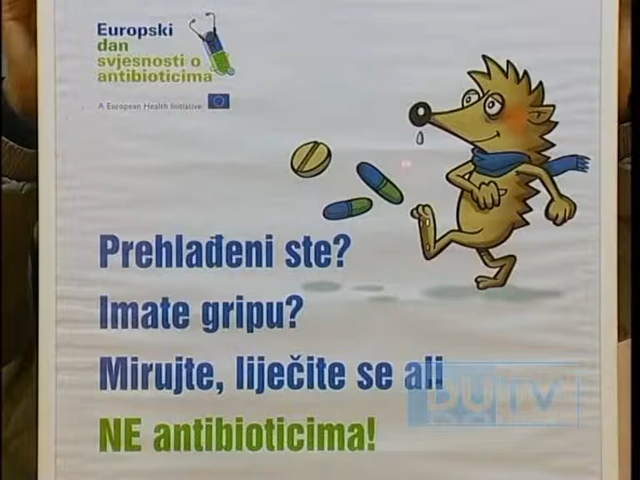 Europski
dan
svjesnosti o
antibioticima
A European Health Initiative
Prehlađeni ste?
Imate gripu?
Mirujte, liječite se ali
NE antibioticima!
DUTV